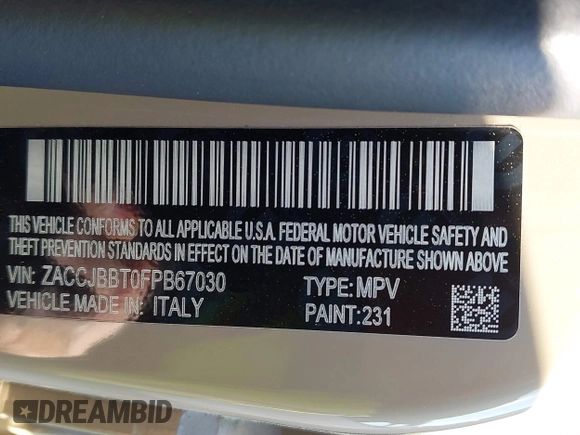 THIS VEHICLE CONFORMS TO ALL APPLICABLE U.S.A. FEDERAL MOTOR VEHICLE SAFETY AND
THEFT PREVENTION STANDARDS IN EFFECT ON THE DATE OF MANUFACTURE SHOWN ABOVE
VIN: ZACCJBBT0FPB67030 TYPE:MPV
VEHICLE MADE IN: ITALY PAINT:231
DREAMBID